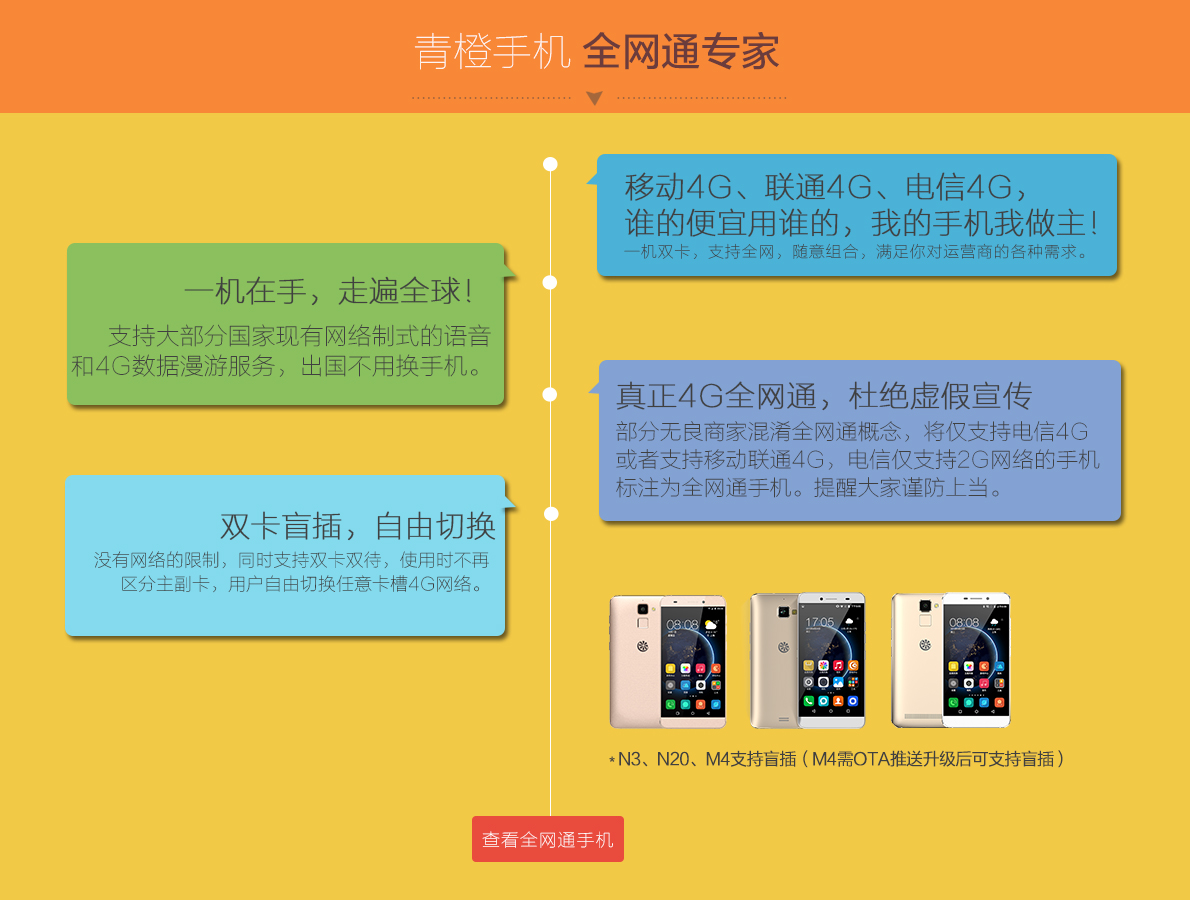 青橙手机 全网通专家
移动4G、联通4G、电信4G，
谁的便宜用谁的，我的手机我做主！
一机双卡，支持全网，随意组合，满足你对运营商的各种需求。
一机在手，走遍全球！
支持大部分国家现有网络制式的语音
和4G数据漫游服务，出国不用换手机。
真正4G全网通，杜绝虚假宣传
部分无良商家混淆全网通概念，将仅支持电信4G
或者支持移动联通4G，电信仅支持2G网络的手机
标注为全网通手机。提醒大家谨防上当。
双卡盲插，自由切换
没有网络的限制，同时支持双卡双待，使用时不再
区分主副卡，用户自由切换任意卡槽4G网络。
08:08
17:05
08:08
*N3、N20、M4支持盲插（M4需OTA推送升级后可支持盲插）
查看全网通手机